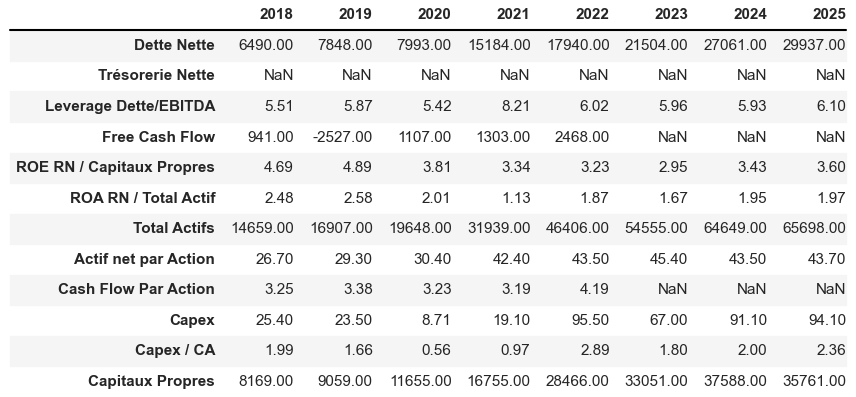 2018 2019 2020 2021 2022 2023 2024 2025
Dette Nette 6490.00 7848.00 7993.00 15184.00 17940.00 21504.00 27061.00 29937.00
Trésorerie Nette NaN NaN NaN NaN NaN NaN NaN NaN
Leverage Dette/EBITDA 5.51 5.87 5.42 8.21 6.02 5.96 5.93 6.10
Free Cash Flow 941.00 -2527.00 1107.00 1303.00 2468.00 NaN NaN NaN
ROE RN / Capitaux Propres 4.69 4.89 3.81 3.34 3.23 2.95 3.43 3.60
ROA RN / Total Actif 2.48 2.58 2.01 1.13 1.87 1.67 1.95 1.97
Total Actifs 14659.00 16907.00 19648.00 31939.00 46406.00 54555.00 64649.00 65698.00
Actif net par Action 26.70 29.30 30.40 42.40 43.50 45.40 43.50 43.70
Cash Flow Par Action 3.25 3.38 3.23 3.19 4.19 NaN NaN NaN
Capex 25.40 23.50 8.71 19.10 95.50 67.00 91.10 94.10
Capex / CA 1.99 1.66 0.56 0.97 2.89 1.80 2.00 2.36
Capitaux Propres 8169.00 9059.00 11655.00 16755.00 28466.00 33051.00 37588.00 35761.00